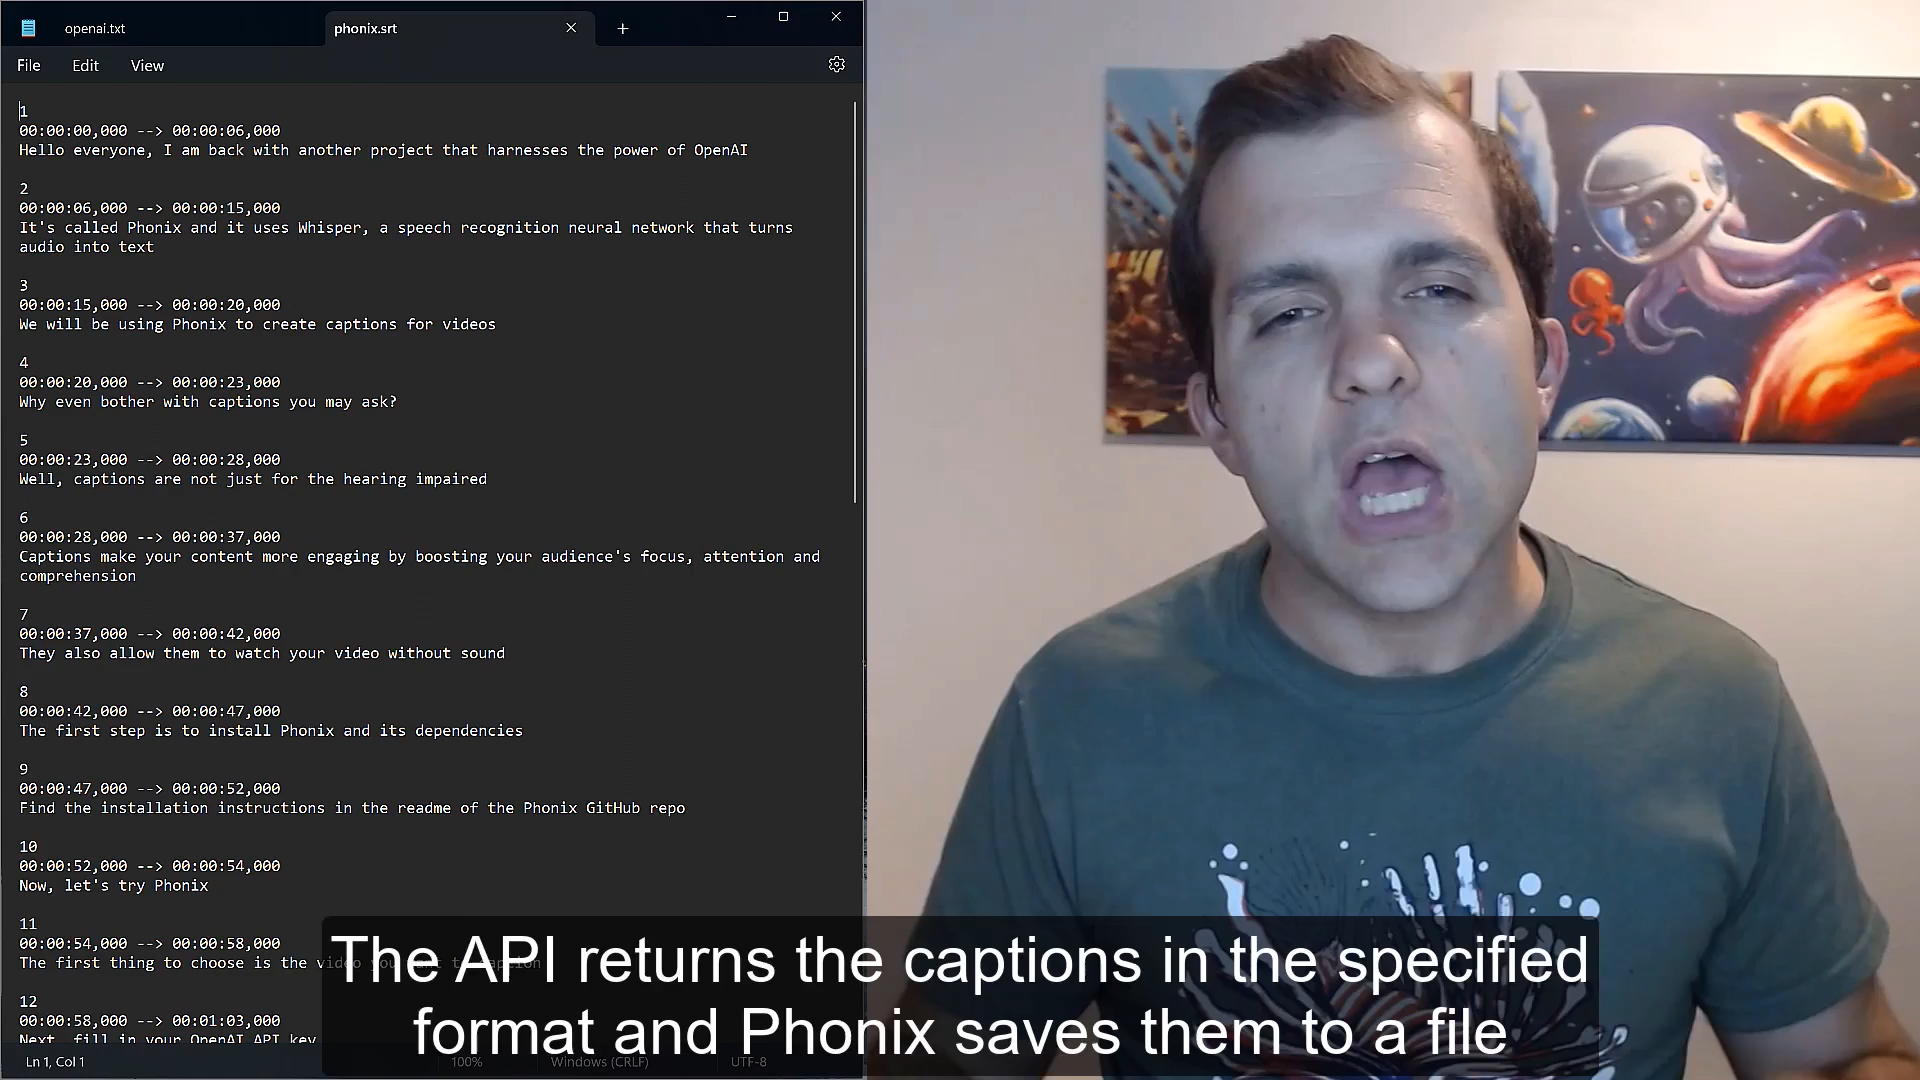 openai.txt
phonix.srt
File
Edit
View
1
00:00:00,000 --> 00:00:06,000
Hello everyone, I am back with another project that harnesses the power of OpenAI
2
00:00:06,000 --> 00:00:15,000
It's called Phonix and it uses Whisper, a speech recognition neural network that turns
audio into text
3
00:00:15,000 --> 00:00:20,000
We will be using Phonix to create captions for videos
4
00:00:20,000 --> 00:00:23,000
Why even bother with captions you may ask?
5
00:00:23,000 --> 00:00:28,000
Well, captions are not just for the hearing impaired
6
00:00:28,000 --> 00:00:37,000
Captions make your content more engaging by boosting your audience's focus, attention and
comprehension
7
00:00:37,000 --> 00:00:42,000
They also allow them to watch your video without sound
8
00:00:42,000 --> 00:00:47,000
The first step is to install Phonix and its dependencies
9
00:00:47,000 --> 00:00:52,000
Find the installation instructions in the readme of the Phonix GitHub repo
10
00:00:52,000 --> 00:00:54,000
Now, let's try Phonix
11
00:00:54,000 --> 00:00:58,000
The first thing to choose is the video you want to caption
12
00:00:58,000 --> 00:01:03,000
Next, fill in your OpenAI API key
Ln 1, Col 1
100%
Windows (CRLF)
UTF-8
The API returns the captions in the specified
format and Phonix saves them to a file